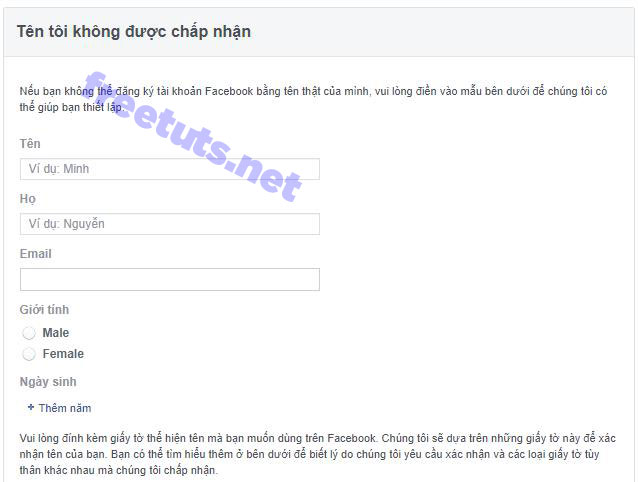 Tên tôi không được chấp nhận
Nếu bạn không thể đăng ký tài khoản Facebook bằng tên thật của mình, vui lòng điền vào mẫu bên dưới để chúng tôi có
thể giúp bạn thiết lập.
freetuts.net
Tên
Ví dụ: Minh
Họ
Ví dụ: Nguyễn
Email
Giới tính
Male
Female
Ngày sinh
+ Thêm năm
Vui lòng đính kèm giấy tờ thể hiện tên mà bạn muốn dùng trên Facebook. Chúng tôi sẽ dựa trên những giấy tờ này để xác
nhận tên của bạn. Bạn có thể tìm hiểu thêm ở bên dưới để biết lý do chúng tôi yêu cầu xác nhận và các loại giấy tờ tùy
thân khác nhau mà chúng tôi chấp nhận.